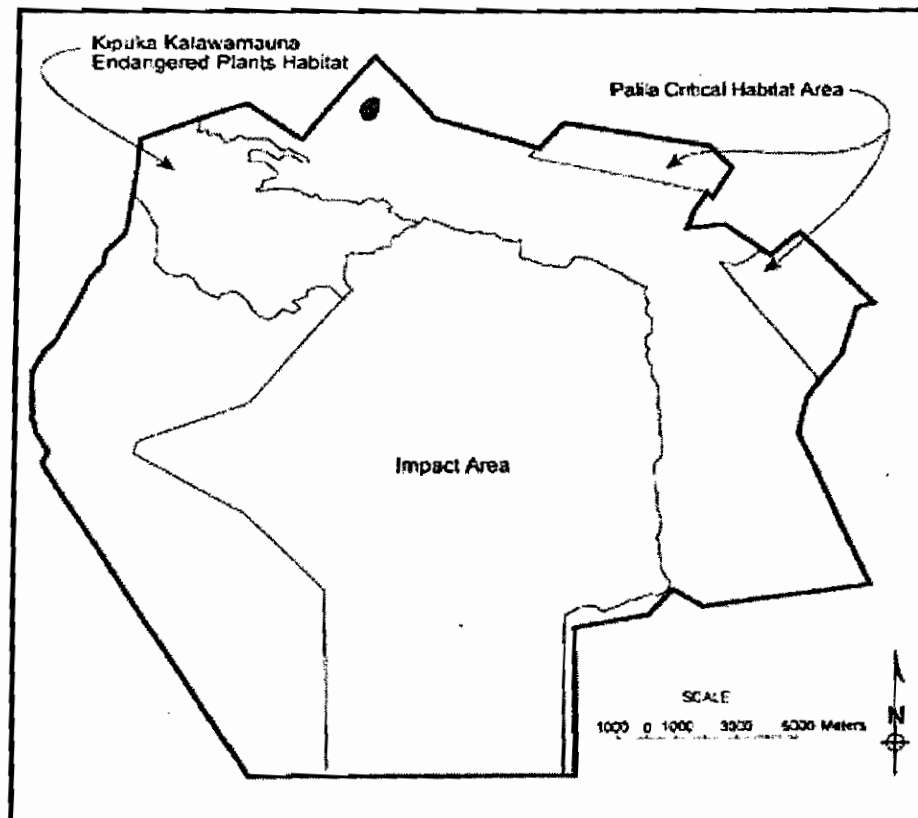 Kipuka Kalawamauna
Endangered Plants Habitat
Palila Critical Habitat Area
Impact Area
SCALE
1000 0 1000 3000 5000 Meters
N